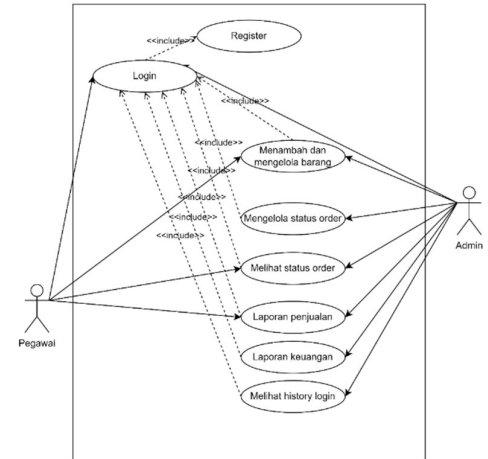 Register
<<include>>
Login
<<include>>
<<include>>
Menambah dan
mengelola barang
<<include>>
<<include>>
Mengelola status order
<<include>>
Admin
Melihat status order
Pegawai
Laporan penjualan
Laporan keuangan
Melihat history login